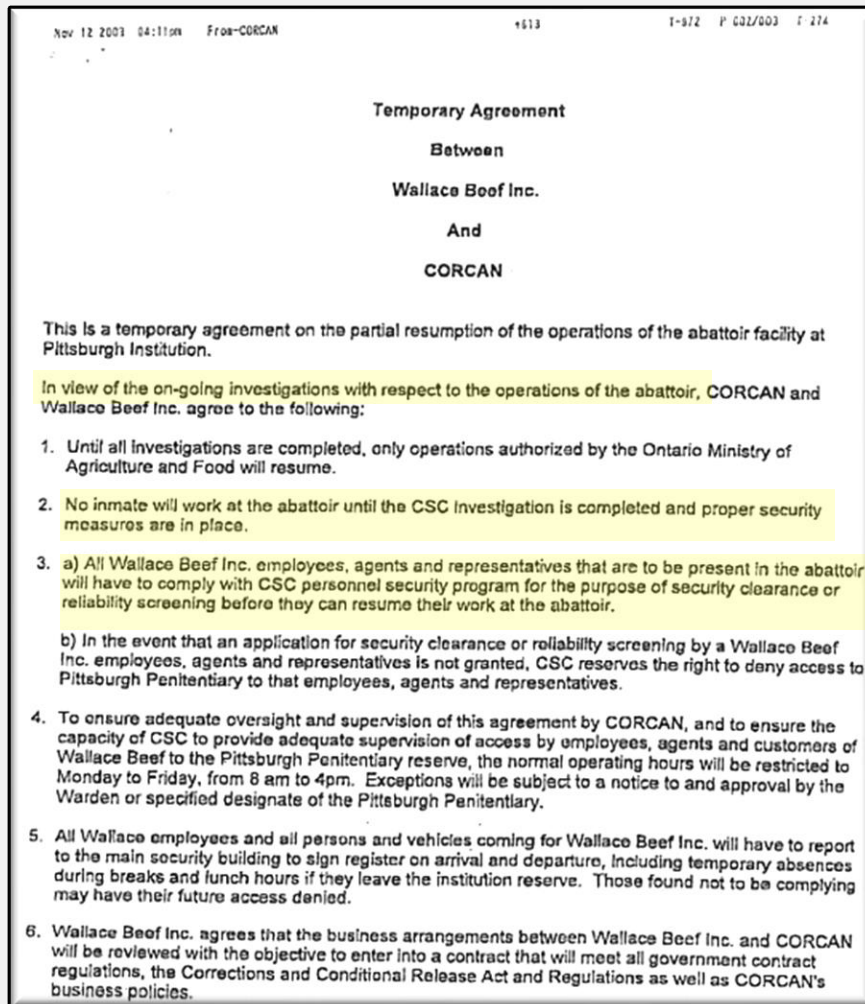 Nov 12 2003 04:11pm From-CORCAN +613 T-972 P 002/003 F-274
Temporary Agreement
Between
Wallace Beef Inc.
And
CORCAN
This is a temporary agreement on the partial resumption of the operations of the abattoir facility at
Pittsburgh Institution.
In view of the on-going investigations with respect to the operations of the abattoir, CORCAN and
Wallace Beef Inc. agree to the following:
1. Until all investigations are completed, only operations authorized by the Ontario Ministry of
Agriculture and Food will resume.
2. No inmate will work at the abattoir until the CSC Investigation is completed and proper security
measures are in place.
3. a) All Wallace Beef Inc. employees, agents and representatives that are to be present in the abattoir
will have to comply with CSC personnel security program for the purpose of security clearance or
reliability screening before they can resume their work at the abattoir.
b) In the event that an application for security clearance or reliability screening by a Wallace Beef
Inc. employees, agents and representatives is not granted, CSC reserves the right to deny access to
Pittsburgh Penitentiary to that employees, agents and representatives.
4. To ensure adequate oversight and supervision of this agreement by CORCAN, and to ensure the
capacity of CSC to provide adequate supervision of access by employees, agents and customers of
Wallace Beef to the Pittsburgh Penitentiary reserve, the normal operating hours will be restricted to
Monday to Friday, from 8 am to 4pm. Exceptions will be subject to a notice to and approval by the
Warden or specified designate of the Pittsburgh Penitentiary.
5. All Wallace employees and all persons and vehicles coming for Wallace Beef Inc. will have to report
to the main security building to sign register on arrival and departure, including temporary absences
during breaks and lunch hours if they leave the institution reserve. Those found not to be complying
may have their future access denied.
6. Wallace Beef Inc. agrees that the business arrangements between Wallace Beef Inc. and CORCAN
will be reviewed with the objective to enter into a contract that will meet all government contract
regulations, the Corrections and Conditional Release Act and Regulations as well as CORCAN's
business policies.